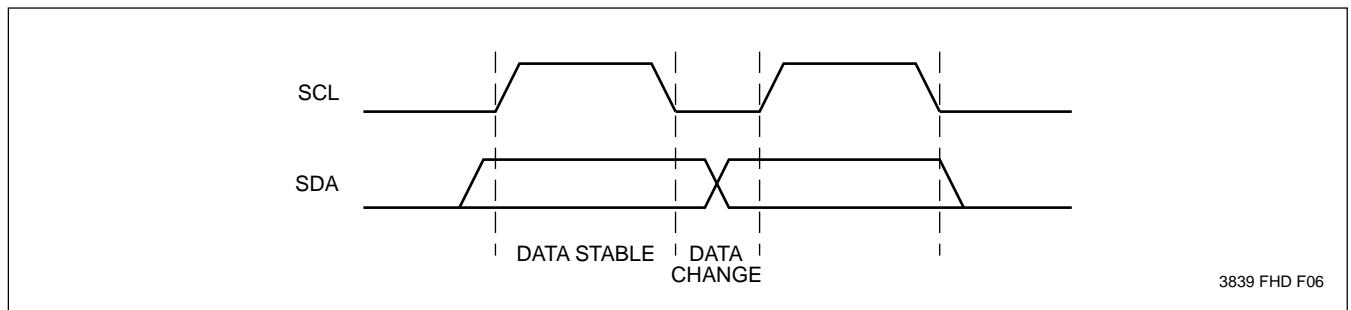 SCL
SDA
DATA STABLE
DATA
CHANGE
3839 FHD F06